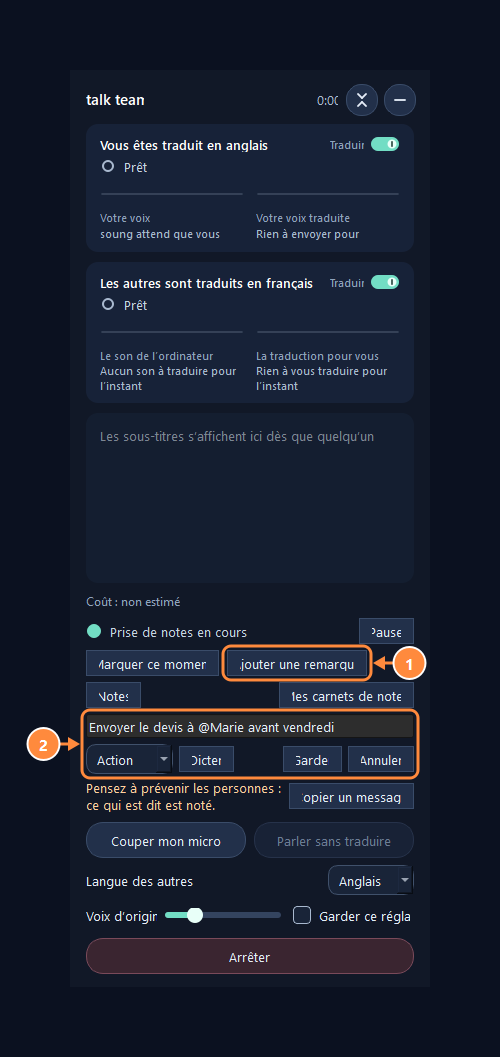 talk tean
0:00
Vous êtes traduit en anglais Traduir
Prêt
Votre voix Votre voix traduite
soung attend que vous Rien à envoyer pour
Les autres sont traduits en français Traduir
Prêt
Le son de l'ordinateur La traduction pour vous
Aucun son à traduire pour Rien à vous traduire pour
l'instant l'instant
Les sous-titres s'affichent ici dès que quelqu'un
Coût : non estimé
Prise de notes en cours Pause
Marquer ce momen jouter une remarqu 1
Notes Mes carnets de note
2
Envoyer le devis à @Marie avant vendredi
Action Dicter Garde Annuler
Pensez à prévenir les personnes :
ce qui est dit est noté. opier un messag
Couper mon micro Parler sans traduire
Langue des autres Anglais
Voix d'origin Garder ce régla
Arrêter